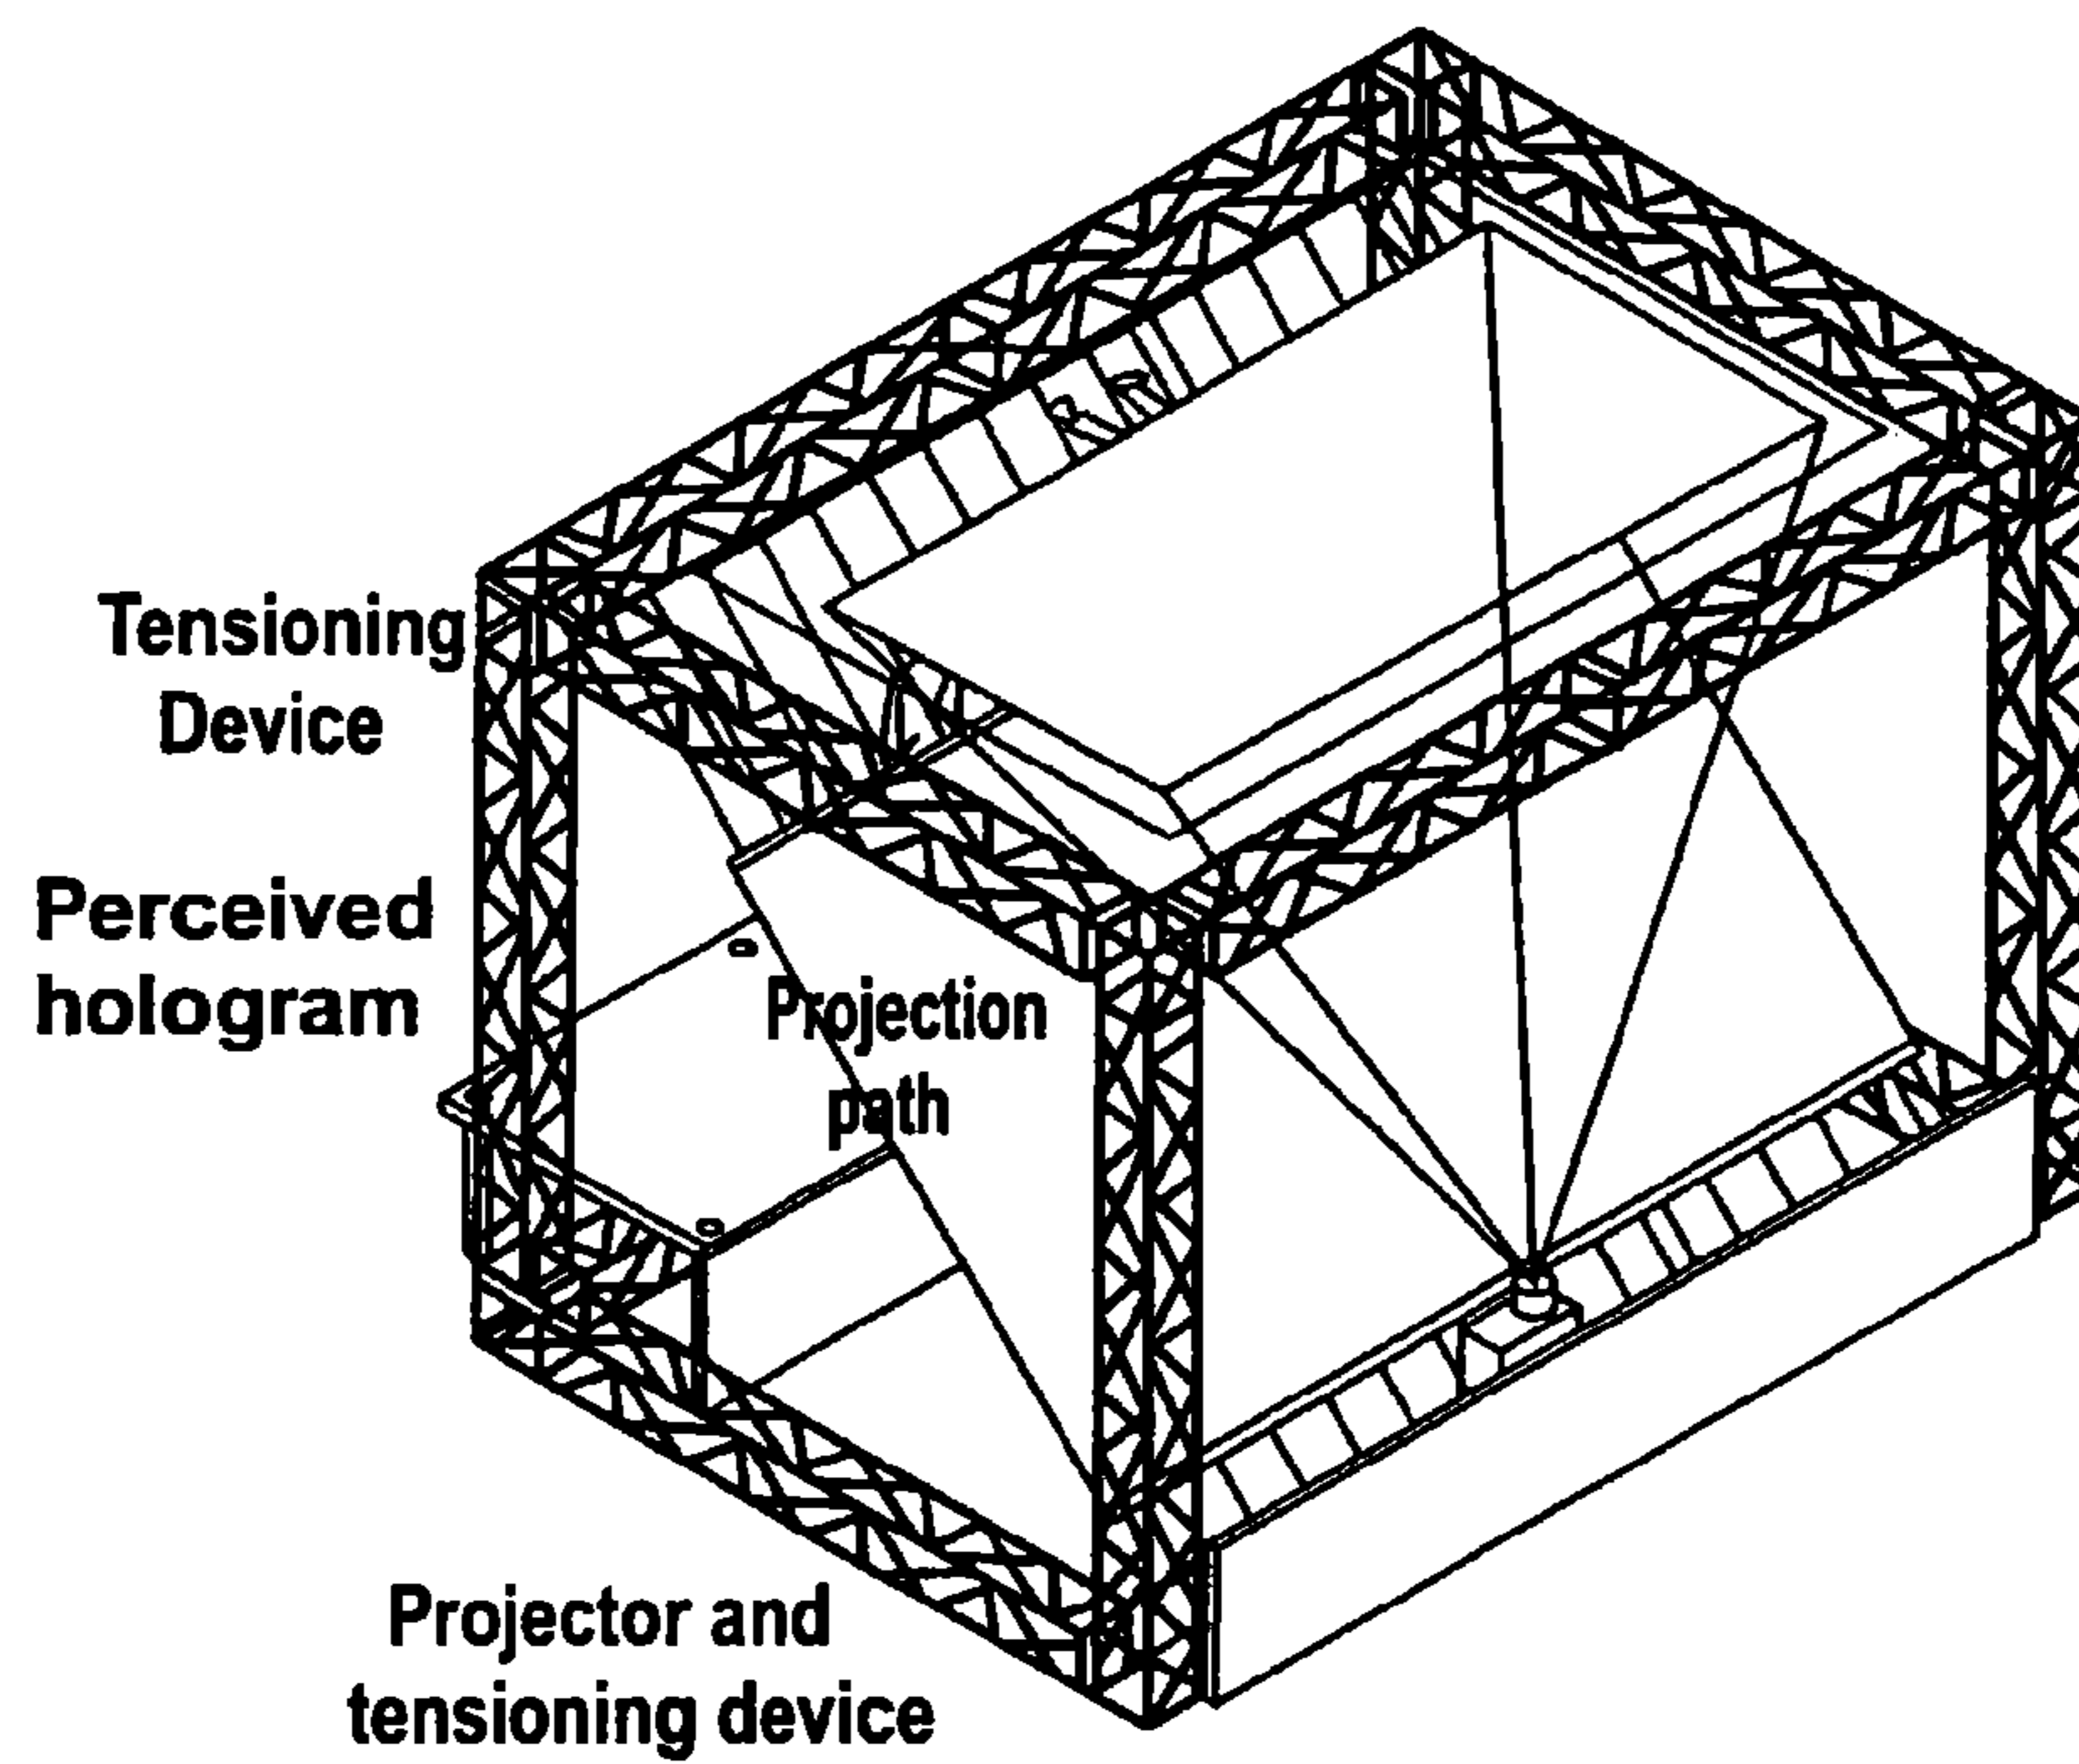 Tensioning
Device
Perceived
hologram
Projection
path
Projector and
tensioning device